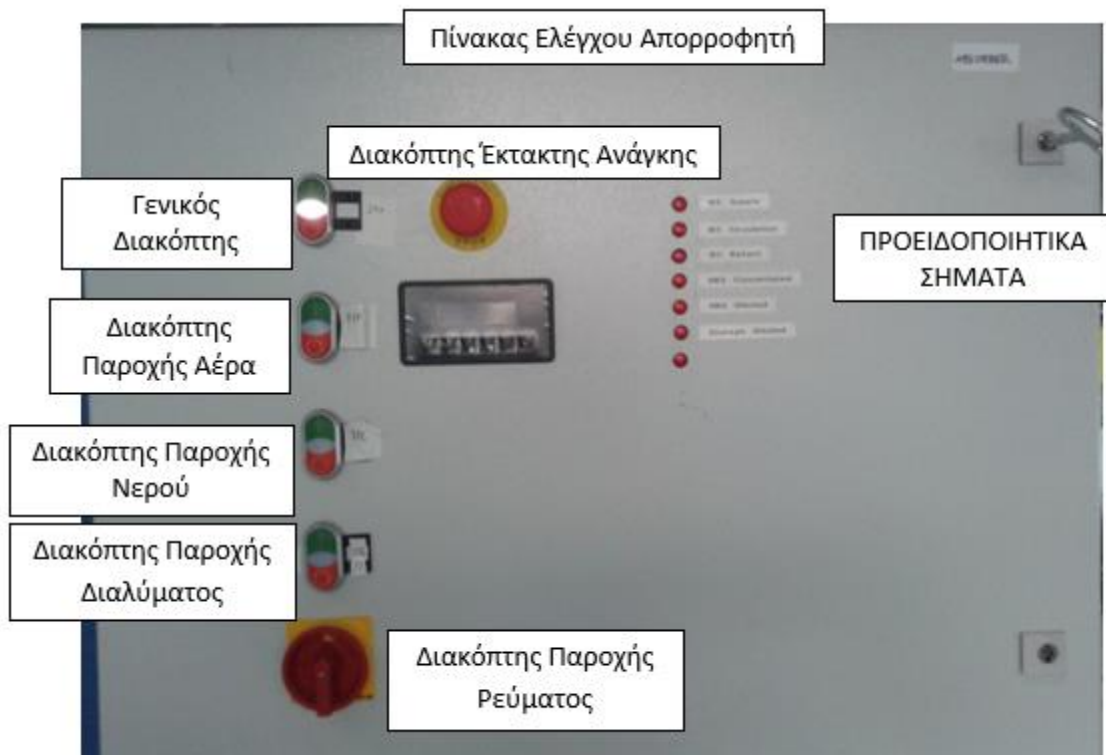 Πίνακας Ελέγχου Απορροφητή
Διακόπτης Έκτακτης Ανάγκης
Γενικός
Διακόπτης
ΠΡΟΕΙΔΟΠΟΙΗΤΙΚΑ
ΣΗΜΑΤΑ
Διακόπτης
Παροχής Αέρα
Διακόπτης Παροχής
Νερού
Διακόπτης Παροχής
Διαλύματος
Διακόπτης Παροχής
Ρεύματος